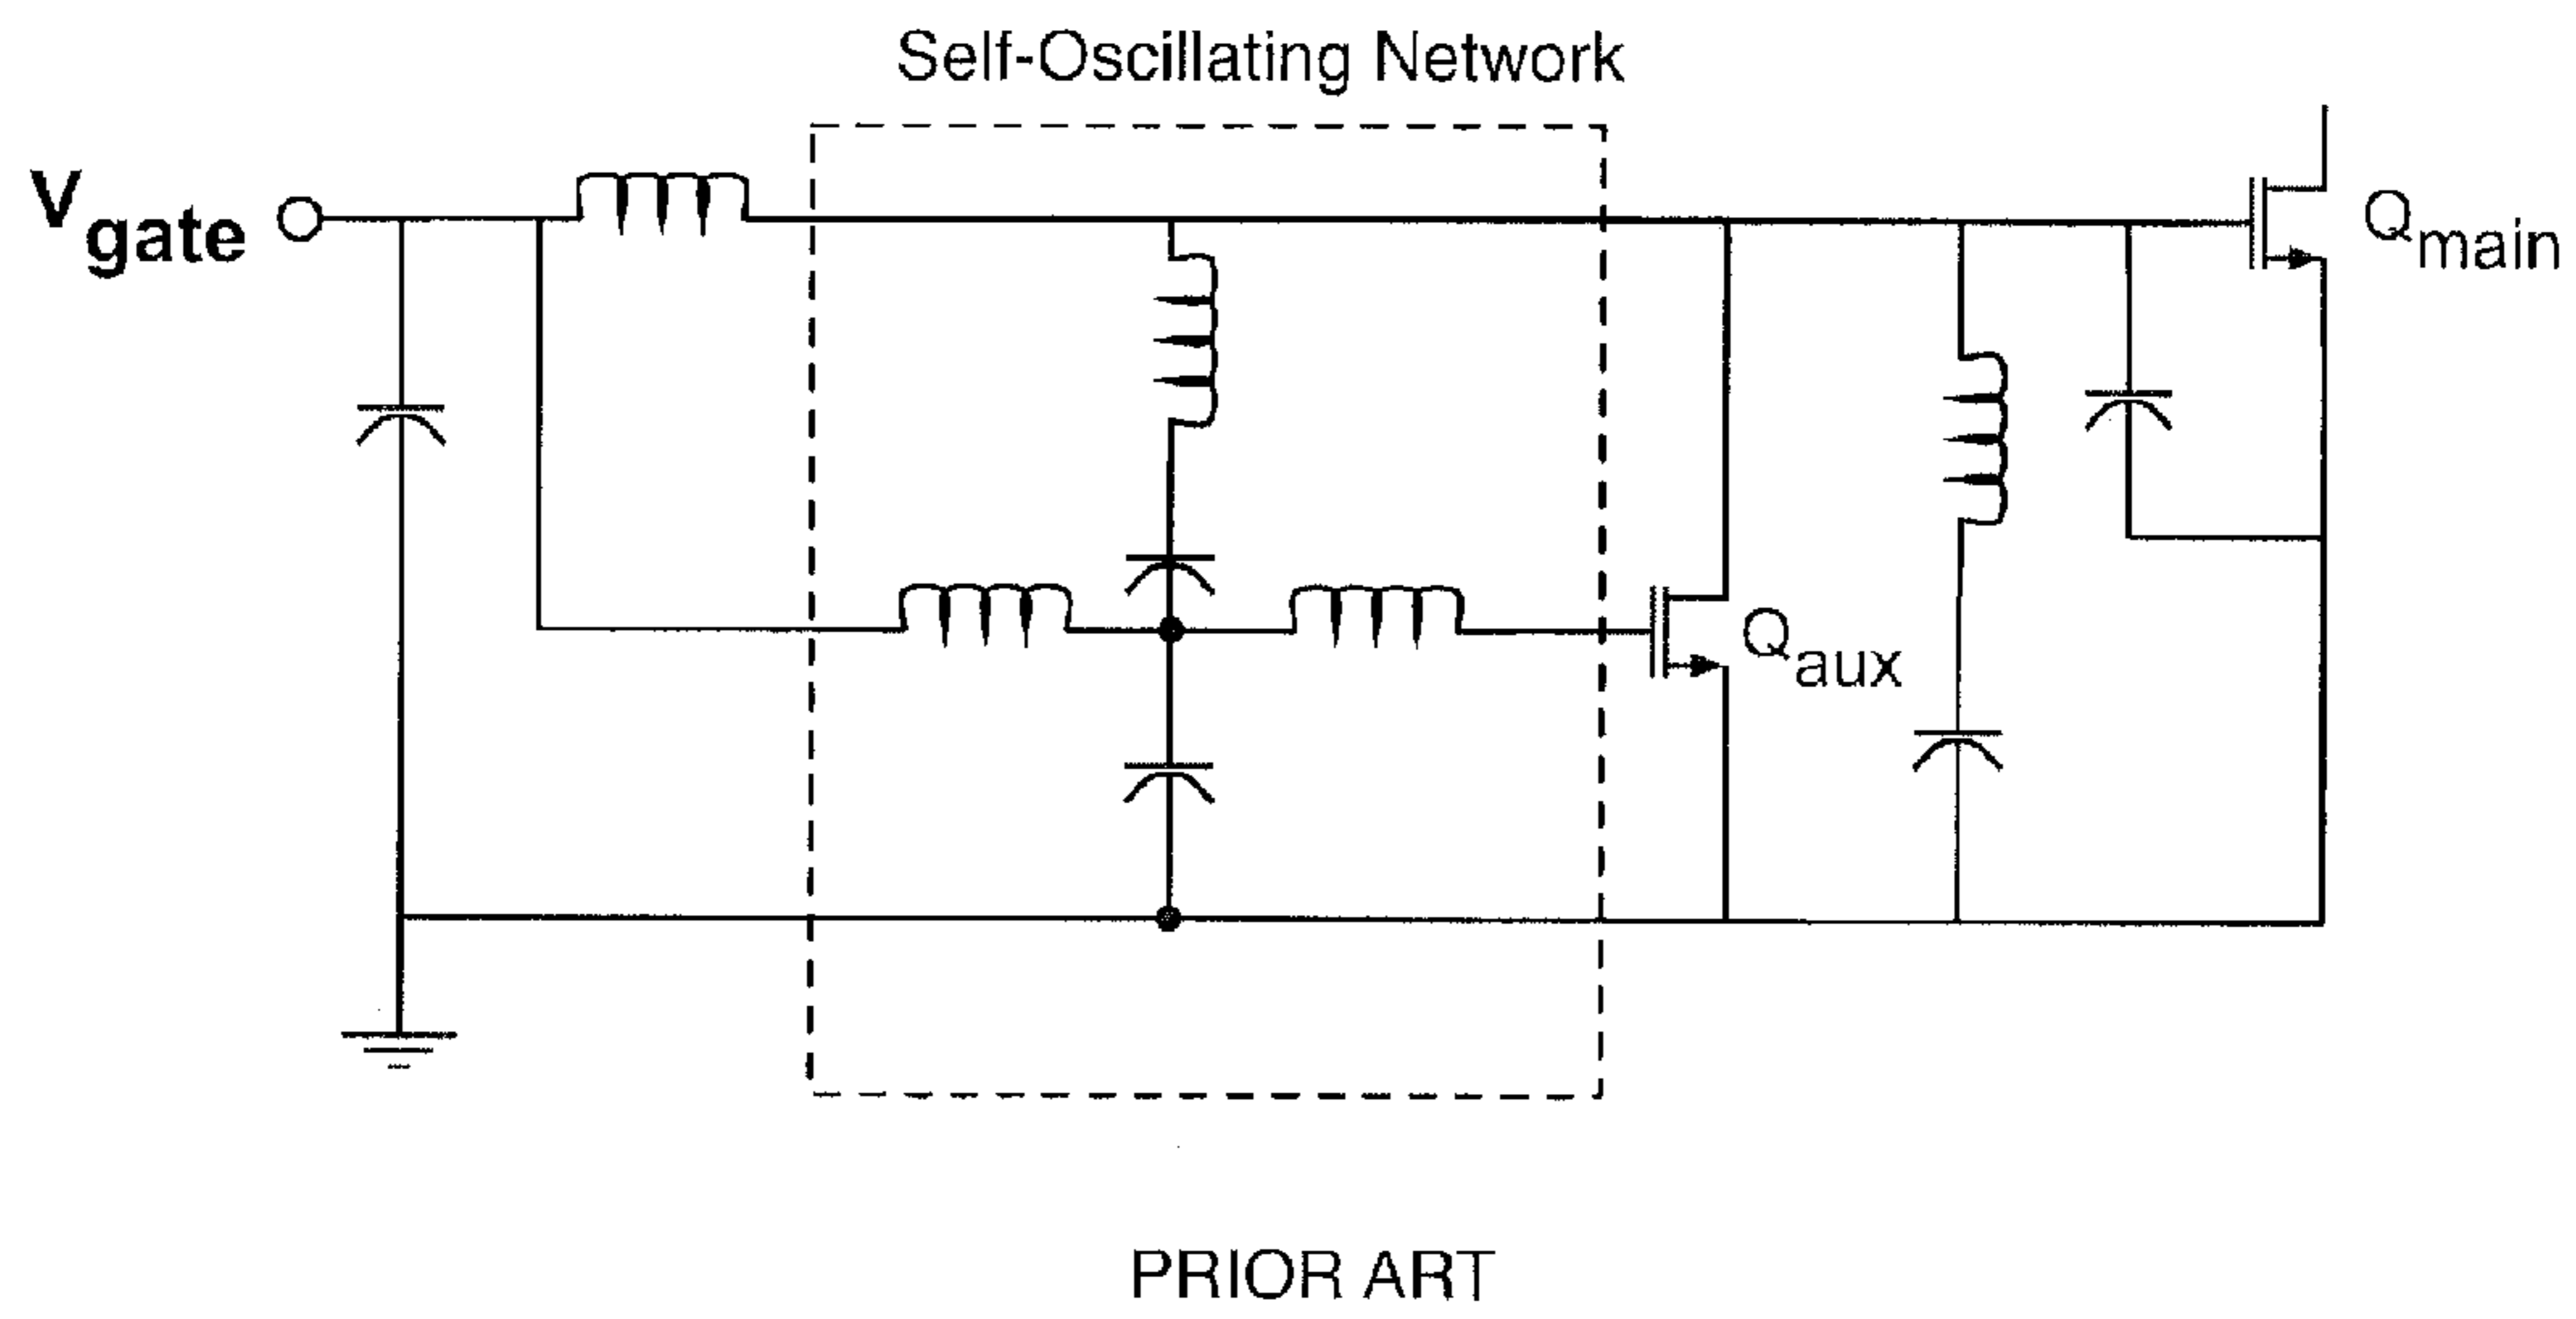 Self-Oscillating Network
Vgate
Qmain
Qaux
PRIOR ART